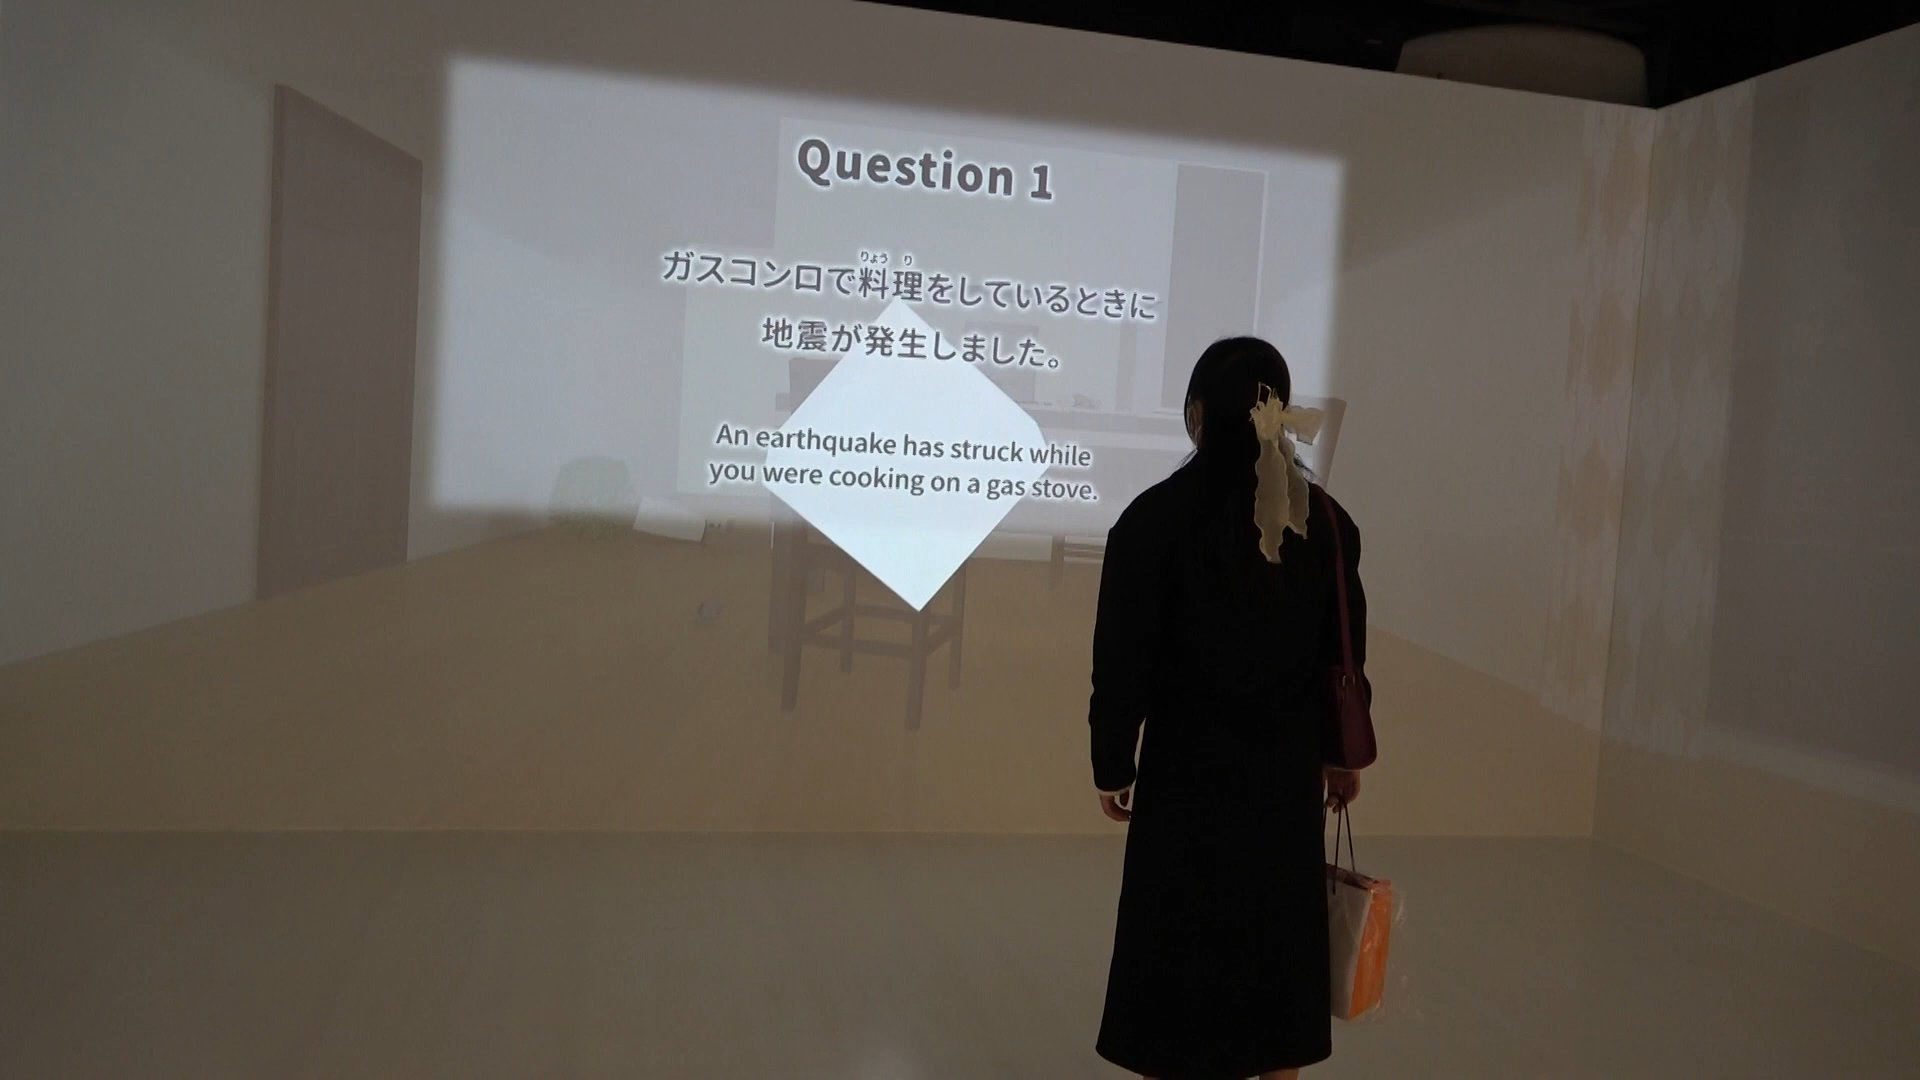 Question 1
りょう り
ガスコンロで料理をしているときに
地震が発生しました。
An earthquake has struck while
you were cooking on a gas stove.